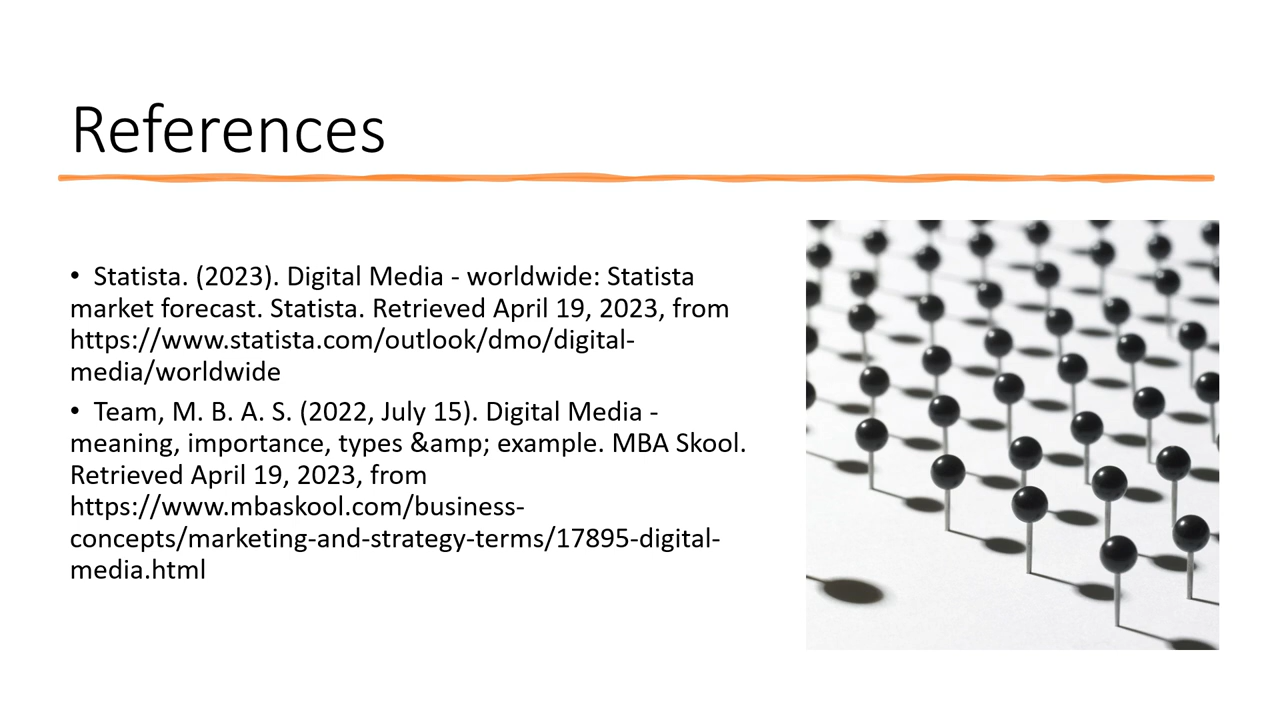 References
• Statista. (2023). Digital Media - worldwide: Statista
market forecast. Statista. Retrieved April 19, 2023, from
https://www.statista.com/outlook/dmo/digital-
media/worldwide
• Team, M. B. A. S. (2022, July 15). Digital Media -
meaning, importance, types &amp; example. MBA Skool.
Retrieved April 19, 2023, from
https://www.mbaskool.com/business-
concepts/marketing-and-strategy-terms/17895-digital-
media.html